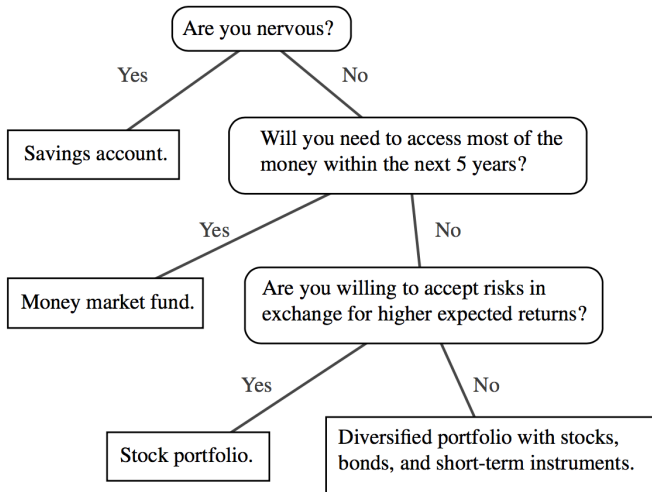 Are you nervous?
Yes
No
Savings account.
Will you need to access most of the
money within the next 5 years?
Yes
No
Money market fund.
Are you willing to accept risks in
exchange for higher expected returns?
Yes
No
Stock portfolio.
Diversified portfolio with stocks,
bonds, and short-term instruments.